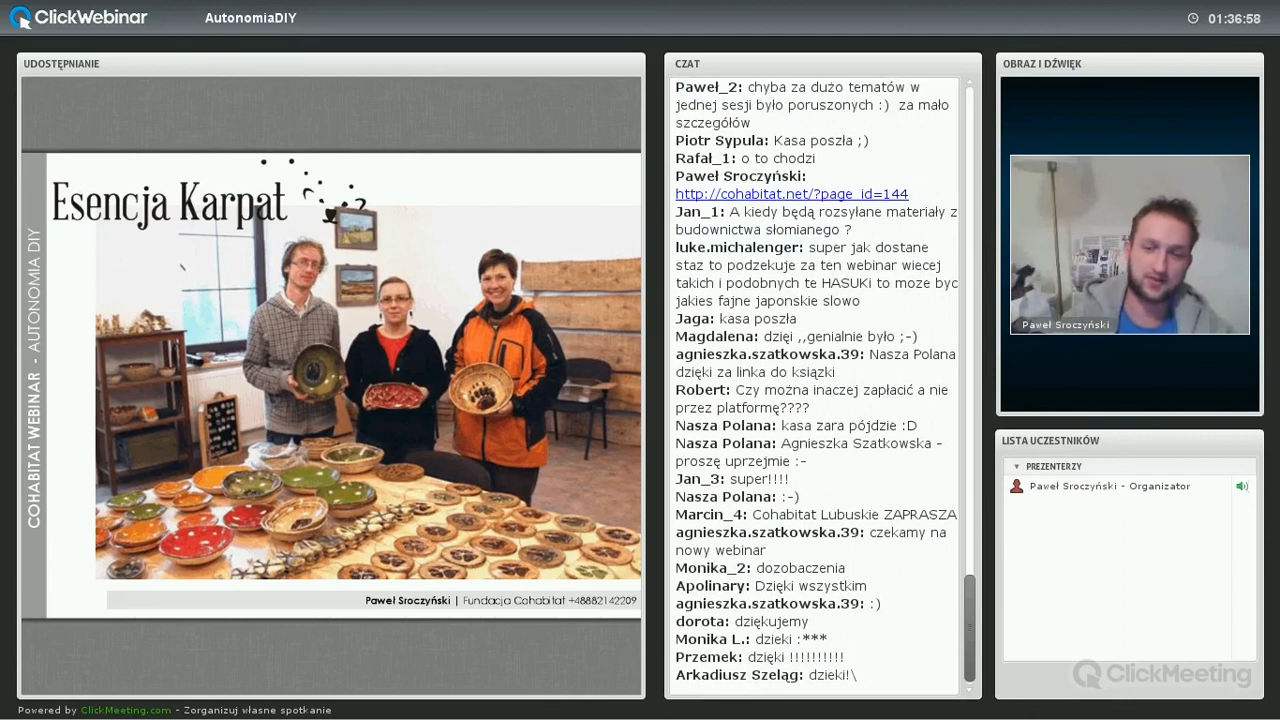 ClickWebinar
AutonomiaDIY
01:36:58
UDOSTĘPNIANIE
Esencja Karpat
COHABITAT WEBINAR - AUTONOMIA DIY
Paweł Sroczyński | Fundacja Cohabitat +48882142209
CZAT
Paweł_2: chyba za dużo tematów w
jednej sesji było poruszonych :) za mało
szczegółów
Piotr Sypula: Kasa poszła ;)
Rafał_1: o to chodzi
Paweł Sroczyński:
http://cohabitat.net/?page_id=144
Jan_1: A kiedy będą rozsyłane materiały z
budownictwa słomianego ?
luke.michalenger: super jak dostane
staz to podzekuje za ten webinar wiecej
takich i podobnych te HASUKi to moze byc
jakies fajne japonskie slowo
Jaga: kasa poszła
Magdalena: dzięi ,,genialnie było ;-)
agnieszka.szatkowska.39: Nasza Polana
dzięki za linka do książki
Robert: Czy można inaczej zapłacić a nie
przez platformę????
Nasza Polana: kasa zara pójdzie :D
Nasza Polana: Agnieszka Szatkowska -
proszę uprzejmie :-
Jan_3: super!!!!
Nasza Polana: :-)
Marcin_4: Cohabitat Lubuskie ZAPRASZA
agnieszka.szatkowska.39: czekamy na
nowy webinar
Monika_2: dozobaczenia
Apolinary: Dzięki wszystkim
agnieszka.szatkowska.39: :)
dorota: dziękujemy
Monika L.: dzieki :***
Przemek: dzięki !!!!!!!!!!
Arkadiusz Szeląg: dzieki!\
OBRAZ I DŹWIĘK
Paweł Sroczyński
LISTA UCZESTNIKÓW
PREZENTERZY
Paweł Sroczyński - Organizator
ClickMeeting
Powered by ClickMeeting.com - Zorganizuj własne spotkanie